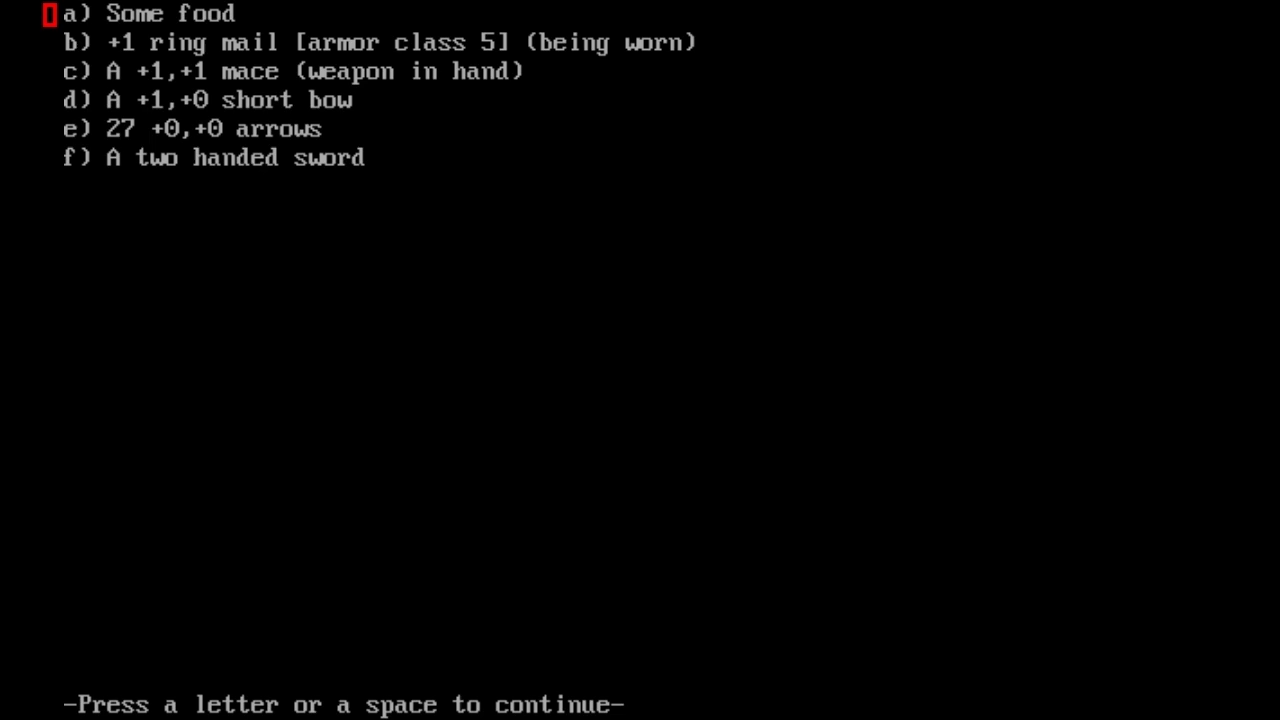 a) Some food
b) +1 ring mail [armor class 5] (being worn)
c) A +1,+1 mace (weapon in hand)
d) A +1,+0 short bow
e) 27 +0,+0 arrows
f) A two handed sword
-Press a letter or a space to continue-